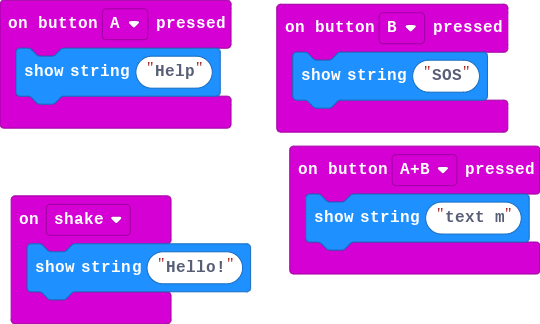 on button A pressed
show string "Help"
on button B pressed
show string "SOS"
on button A+B pressed
show string "text m"
on shake
show string "Hello!"